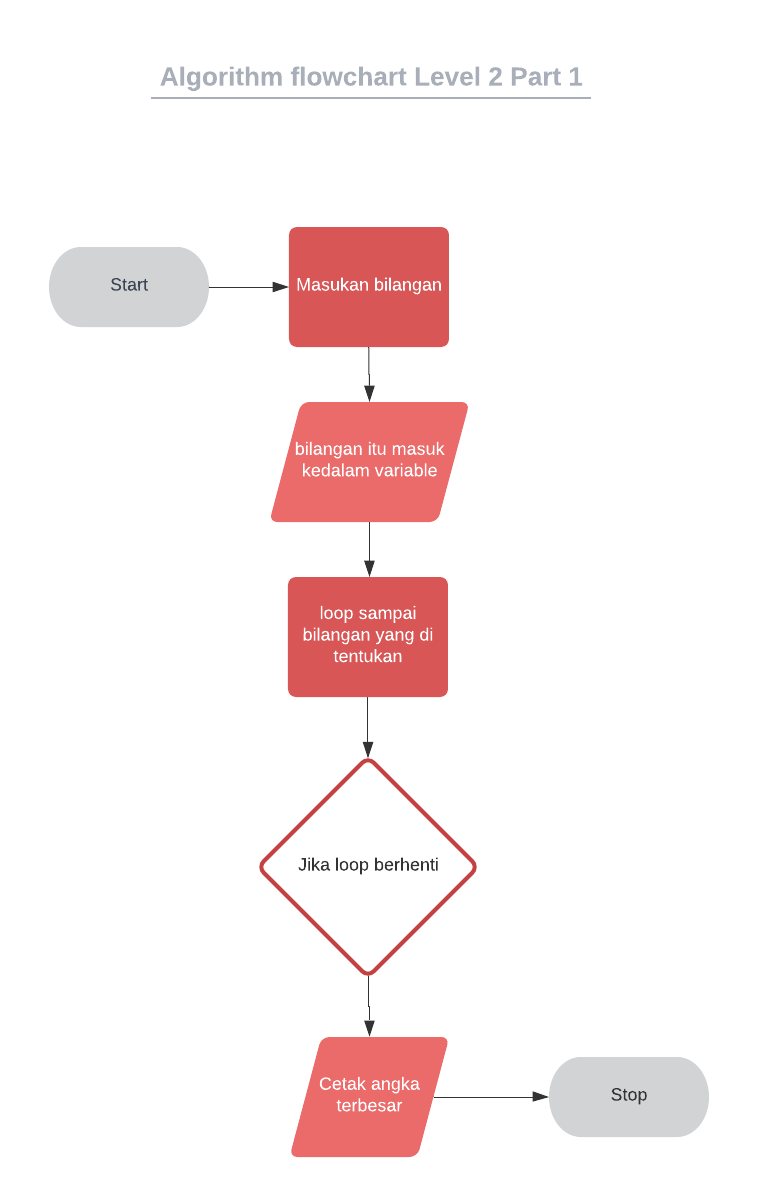 Algorithm flowchart Level 2 Part 1
Start
Masukan bilangan
bilangan itu masuk
kedalam variable
loop sampai
bilangan yang di
tentukan
Jika loop berhenti
Cetak angka
terbesar
Stop